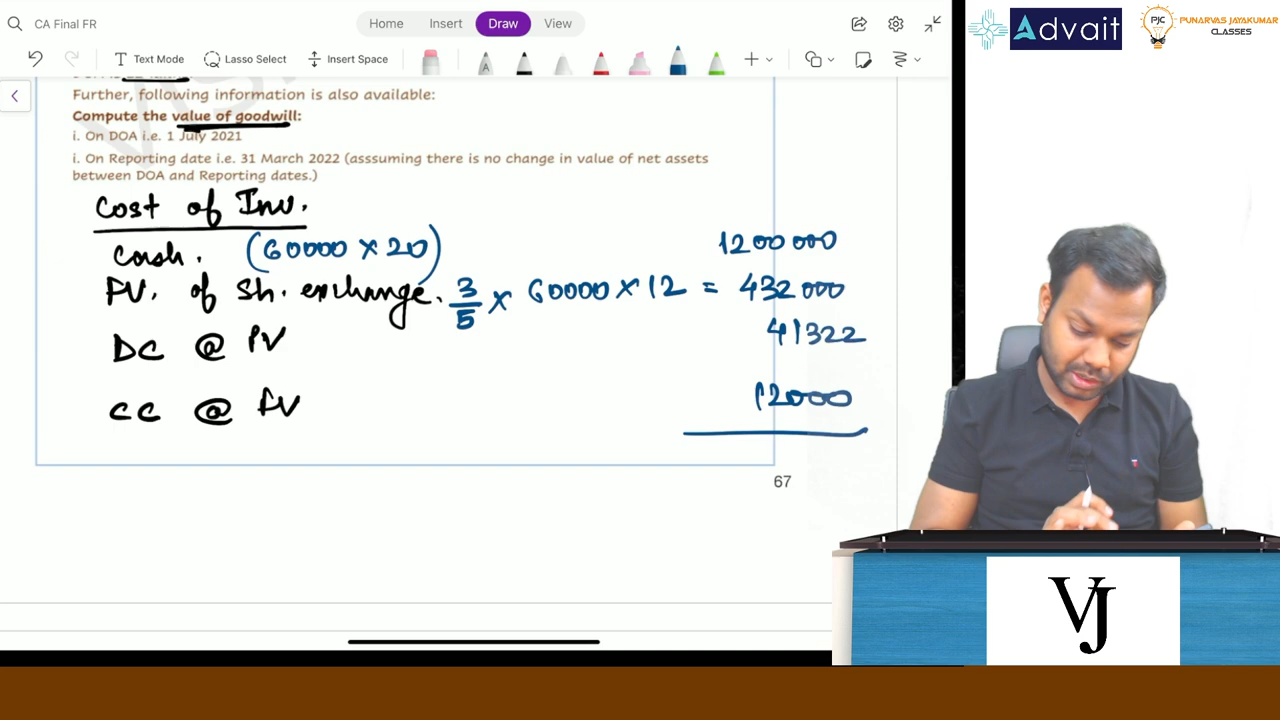 CA Final FR
Home Insert Draw View
Text Mode Lasso Select Insert Space
Further, following information is also available:
Compute the value of goodwill:
i. On DOA i.e. 1 July 2021
i. On Reporting date i.e. 31 March 2022 (asssuming there is no change in value of net assets
between DOA and Reporting dates.)
Cost of Inv.
Cash. (60000 × 20) 1200000
FV. of Sh. exchange. 3/5 × 60000 × 12 = 432000
DC @ PV 41322
CC @ FV 12000
67
Advait
PJC
PUNARVAS JAYAKUMAR
CLASSES
VJ